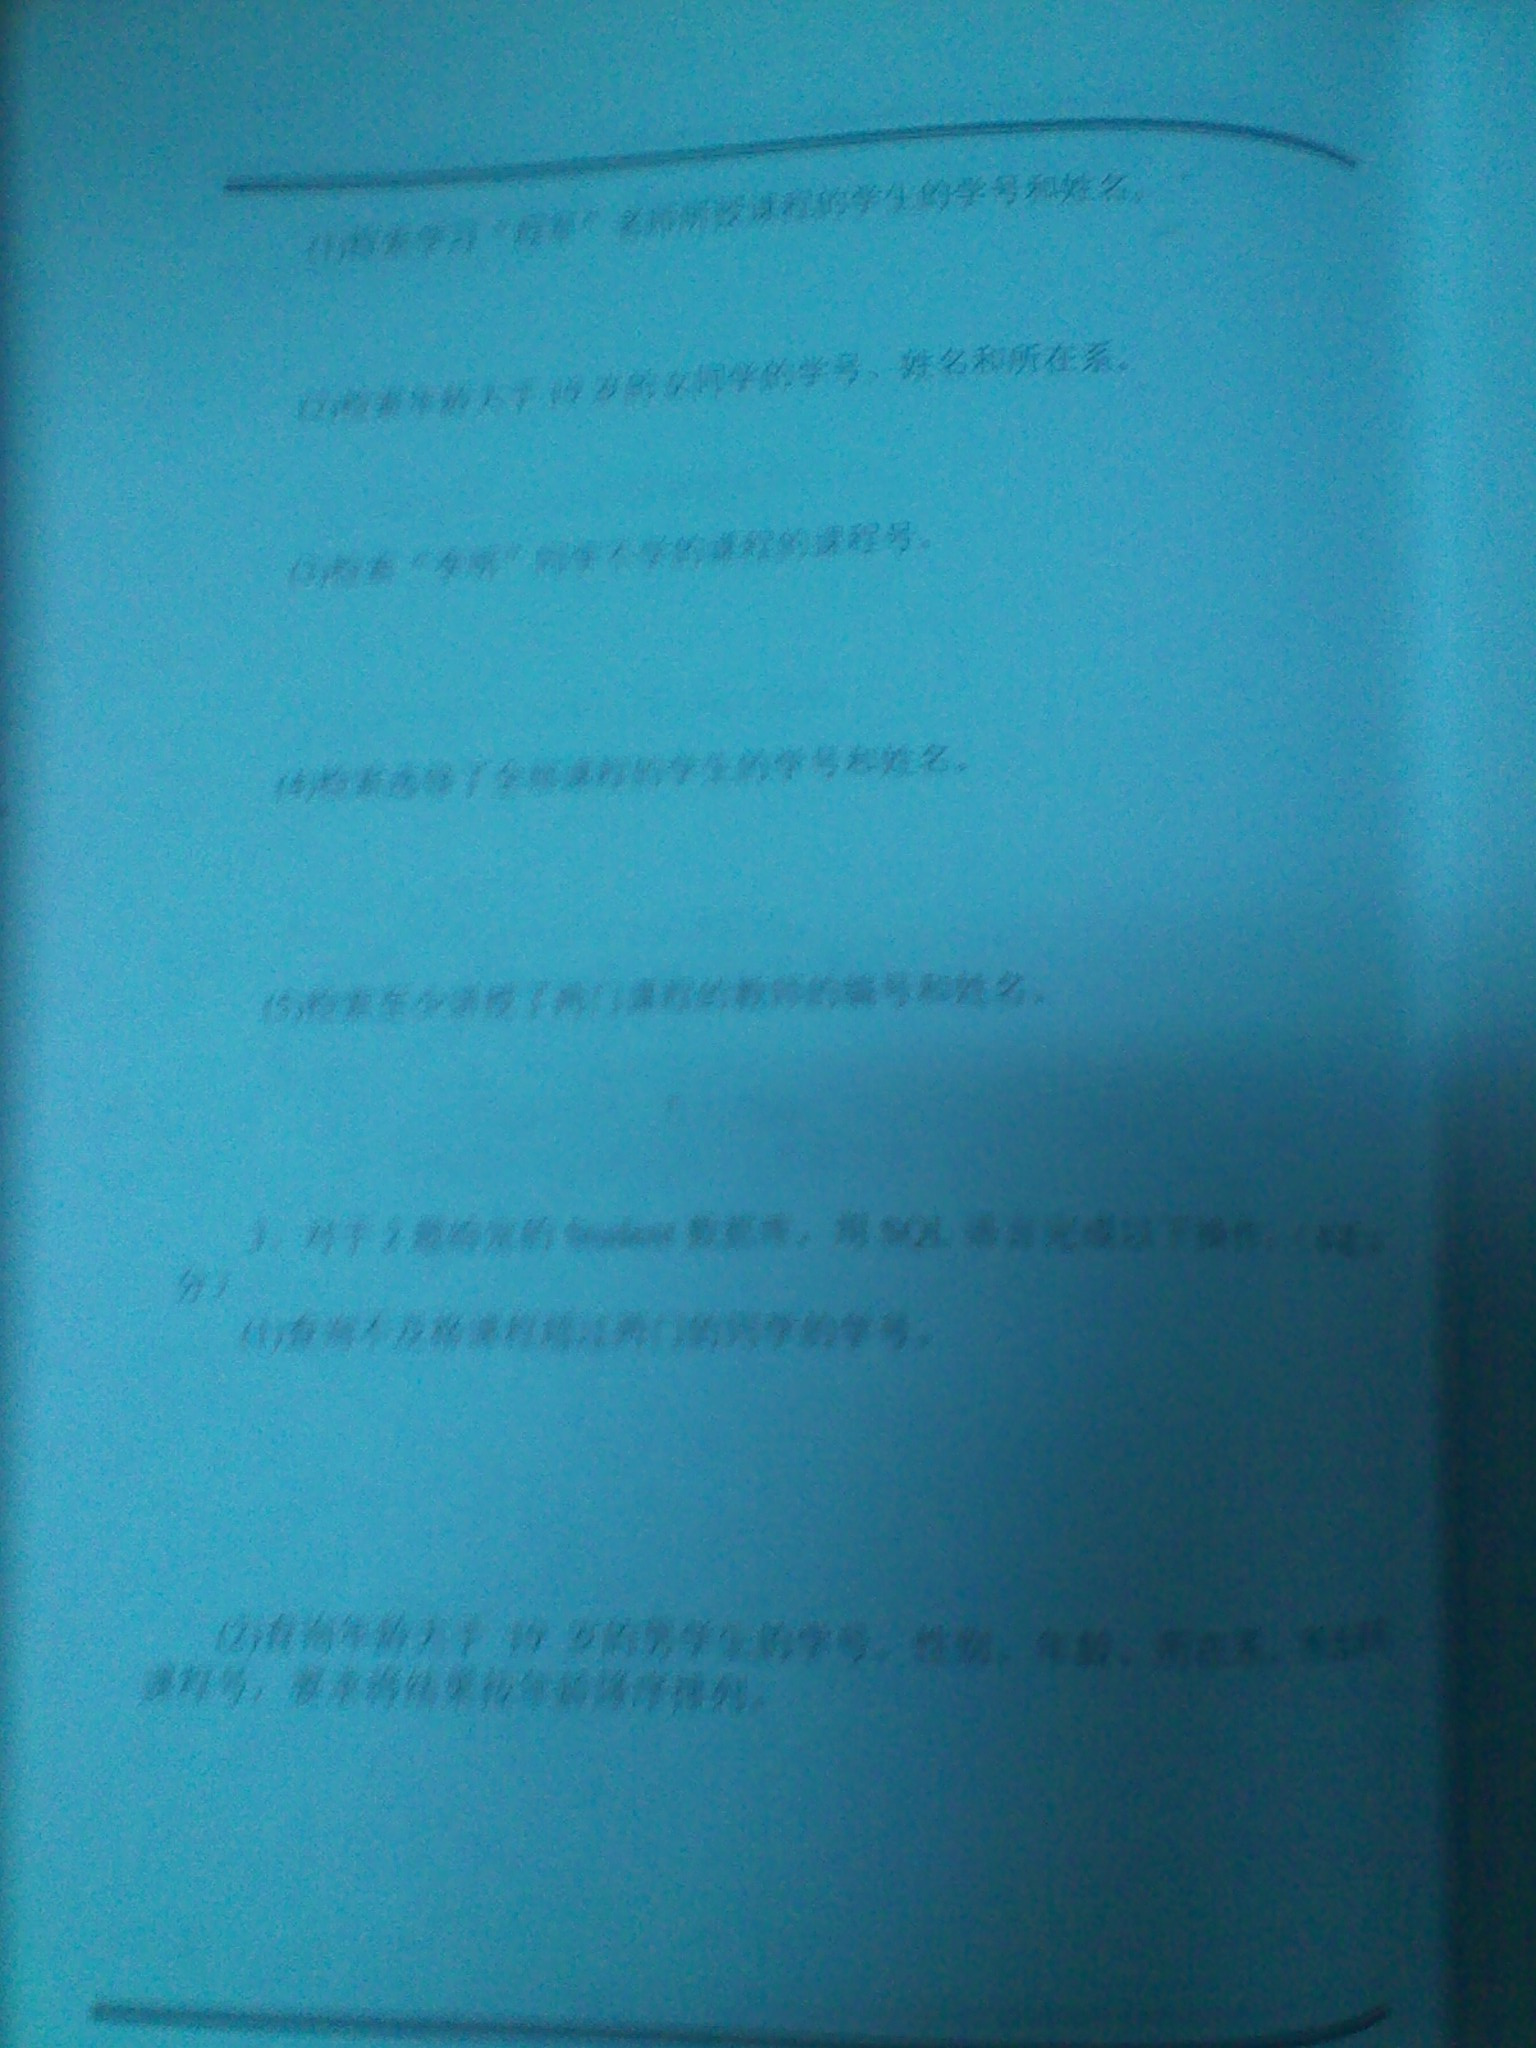 (1)检索学习“程军”老师所授课程的学生的学号和姓名。
(2)检索年龄大于 19 岁的女同学的学号、姓名和所在系。
(3)检索“李明”同学不学的课程的课程号。
(4)检索选修了全部课程的学生的学号和姓名。
(5)检索至少讲授了两门课程的教师的编号和姓名。
3、对于 2 题给定的 Student 数据库,用 SQL 语言完成以下操作
分)
(1)查询不及格课程超过两门的同学的学号。
(2)查询年龄大于 19 岁的男学生的学号、性别、年龄、所在系
课程号,要求将结果按年龄降序排列。